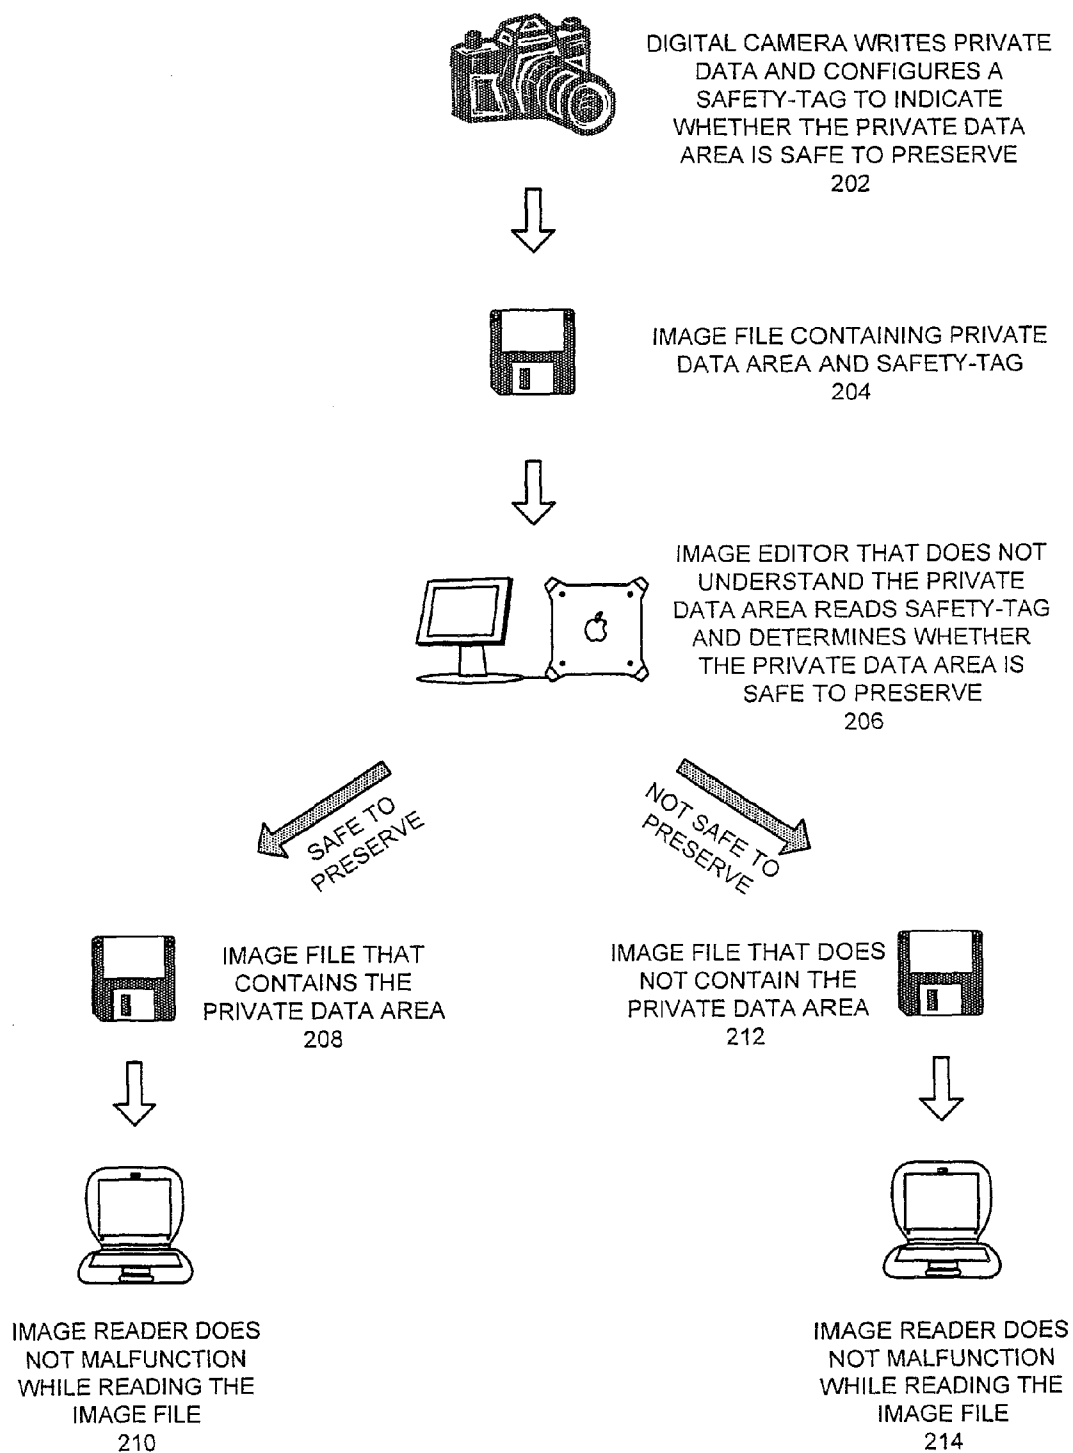 DIGITAL CAMERA WRITES PRIVATE
DATA AND CONFIGURES A
SAFETY-TAG TO INDICATE
WHETHER THE PRIVATE DATA
AREA IS SAFE TO PRESERVE
202
IMAGE FILE CONTAINING PRIVATE
DATA AREA AND SAFETY-TAG
204
IMAGE EDITOR THAT DOES NOT
UNDERSTAND THE PRIVATE
DATA AREA READS SAFETY-TAG
AND DETERMINES WHETHER
THE PRIVATE DATA AREA IS
SAFE TO PRESERVE
206
SAFE TO
PRESERVE
NOT SAFE TO
PRESERVE
IMAGE FILE THAT
CONTAINS THE
PRIVATE DATA AREA
208
IMAGE FILE THAT DOES
NOT CONTAIN THE
PRIVATE DATA AREA
212
IMAGE READER DOES
NOT MALFUNCTION
WHILE READING THE
IMAGE FILE
210
IMAGE READER DOES
NOT MALFUNCTION
WHILE READING THE
IMAGE FILE
214